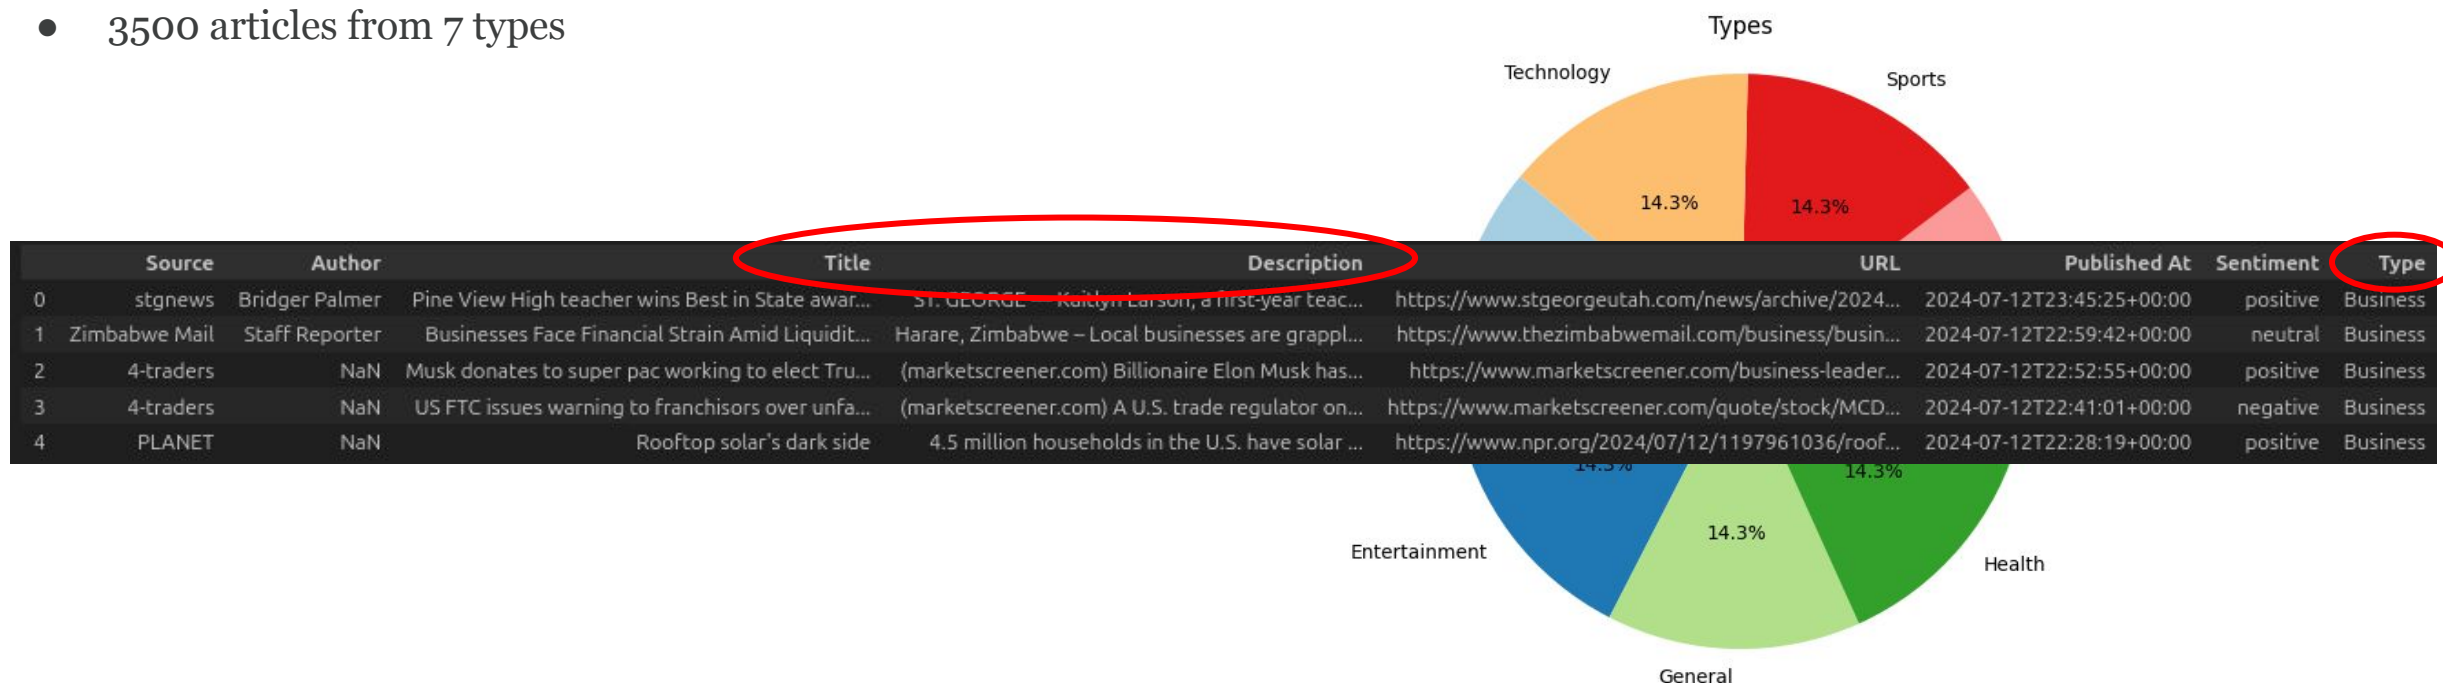 ● 3500 articles from 7 types
Types
Technology
Sports
14.3%
14.3%
Source Author Title Description URL Published At Sentiment Type
0 stgnews Bridger Palmer Pine View High teacher wins Best in State awar... ST. GEORGE — Kaitlyn Larson, a first-year teac... https://www.stgeorgeutah.com/news/archive/2024... 2024-07-12T23:45:25+00:00 positive Business
1 Zimbabwe Mail Staff Reporter Businesses Face Financial Strain Amid Liquidit... Harare, Zimbabwe – Local businesses are grappl... https://www.thezimbabwemail.com/business/busin... 2024-07-12T22:59:42+00:00 neutral Business
2 4-traders NaN Musk donates to super pac working to elect Tru... (marketscreener.com) Billionaire Elon Musk has... https://www.marketscreener.com/business-leader... 2024-07-12T22:52:55+00:00 positive Business
3 4-traders NaN US FTC issues warning to franchisors over unfa... (marketscreener.com) A U.S. trade regulator on... https://www.marketscreener.com/quote/stock/MCD... 2024-07-12T22:41:01+00:00 negative Business
4 PLANET NaN Rooftop solar's dark side 4.5 million households in the U.S. have solar ... https://www.npr.org/2024/07/12/1197961036/roof... 2024-07-12T22:28:19+00:00 positive Business
14.3%
14.3%
14.3%
Entertainment
Health
General